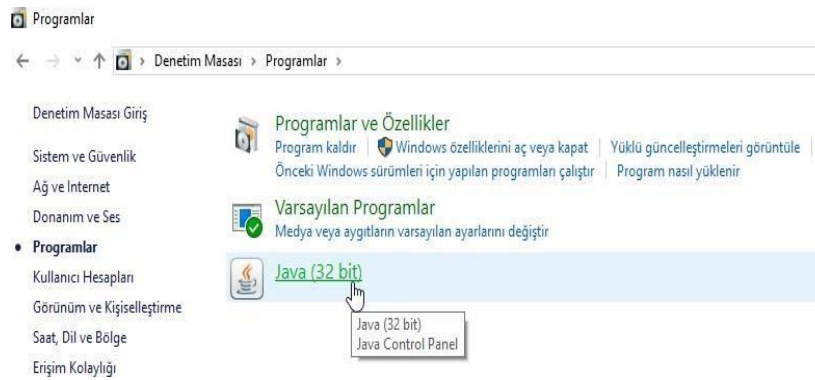 Programlar
Denetim Masası > Programlar >
Denetim Masası Giriş
Sistem ve Güvenlik
Ağ ve Internet
Donanım ve Ses
Programlar
Kullanıcı Hesapları
Görünüm ve Kişiselleştirme
Saat, Dil ve Bölge
Erişim Kolaylığı
Programlar ve Özellikler
Program kaldır | Windows özelliklerini aç veya kapat | Yüklü güncelleştirmeleri görüntüle |
Önceki Windows sürümleri için yapılan programları çalıştır | Program nasıl yüklenir
Varsayılan Programlar
Medya veya aygıtların varsayılan ayarlarını değiştir
Java (32 bit)
Java (32 bit)
Java Control Panel